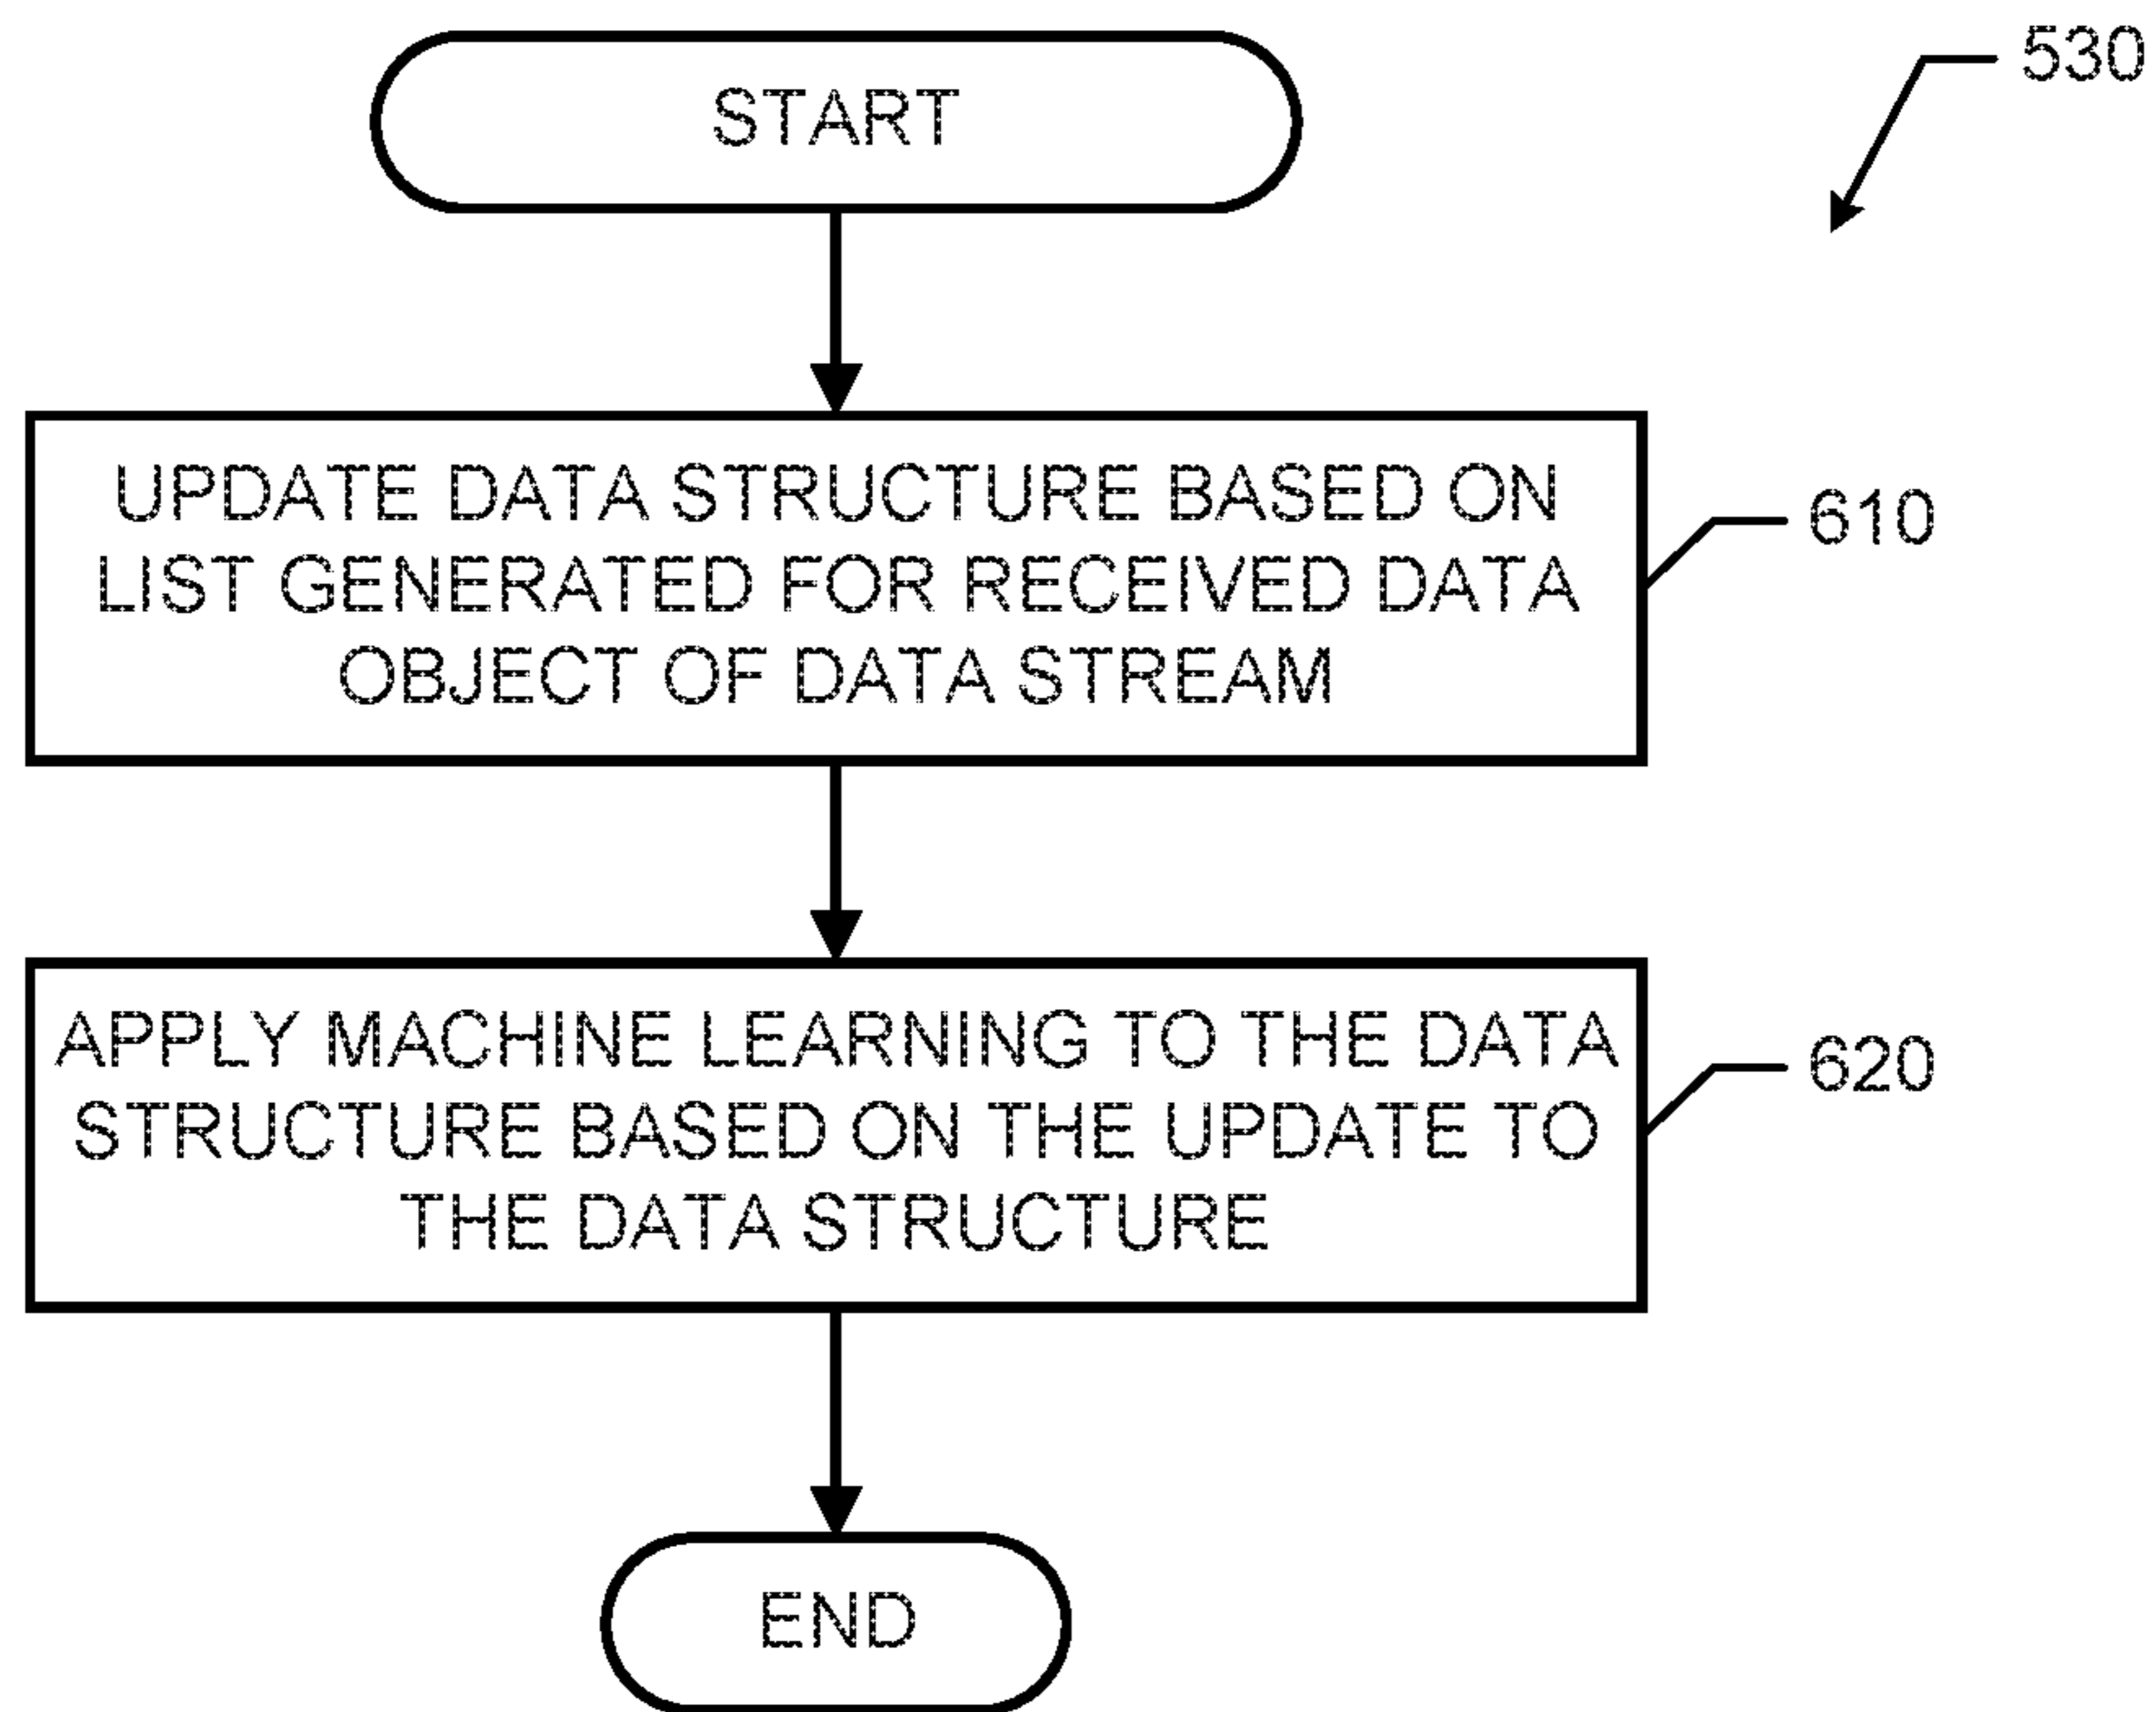 START
530
UPDATE DATA STRUCTURE BASED ON
LIST GENERATED FOR RECEIVED DATA
OBJECT OF DATA STREAM
610
APPLY MACHINE LEARNING TO THE DATA
STRUCTURE BASED ON THE UPDATE TO
THE DATA STRUCTURE
620
END